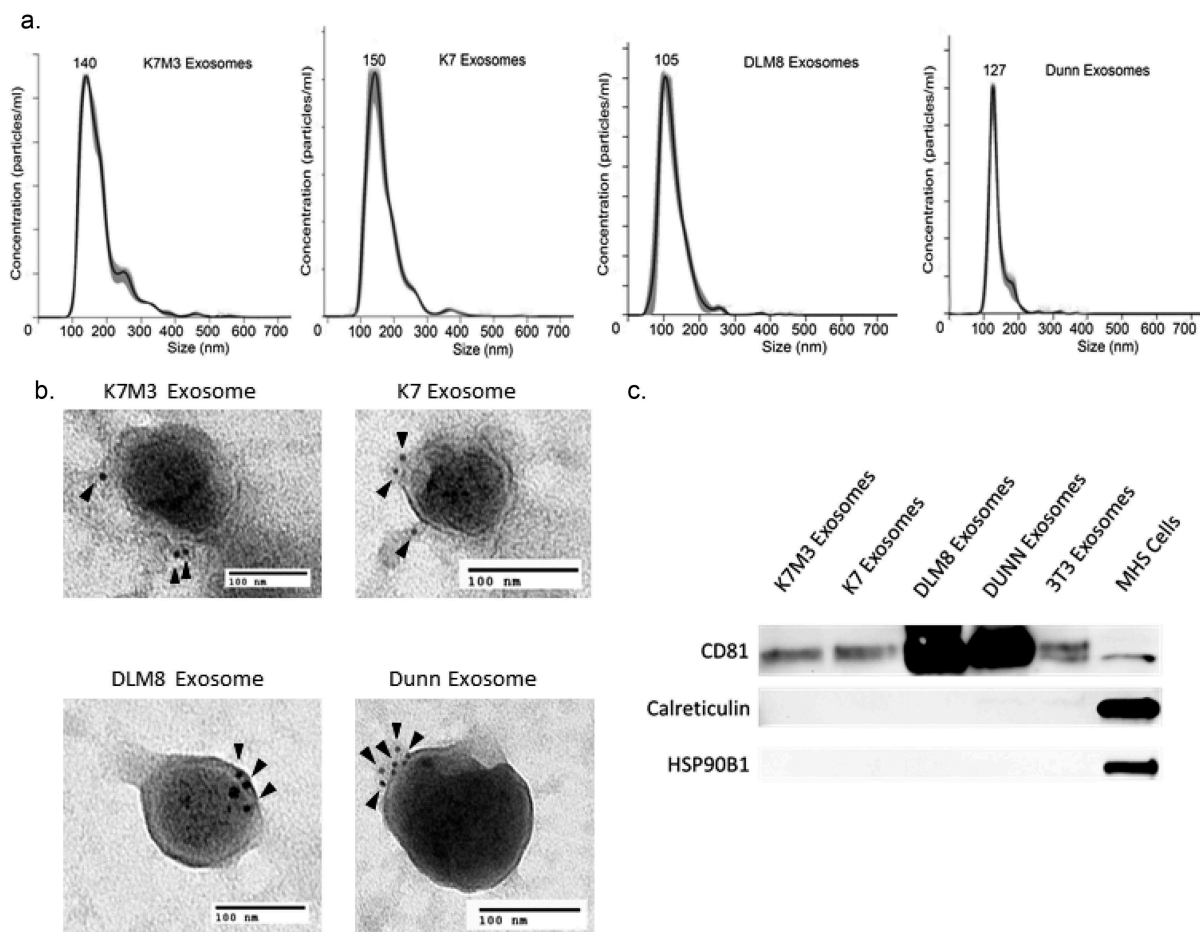 a.
140
K7M3 Exosomes
Concentration (particles/ml)
0 100 200 300 400 500 600 700
Size (nm)
150
K7 Exosomes
Concentration (particles/ml)
0 100 200 300 400 500 600 700
Size (nm)
105
DLM8 Exosomes
Concentration (particles/ml)
0 100 200 300 400 500 600 700
Size (nm)
127
Dunn Exosomes
Concentration (particles/ml)
0 100 200 300 400 500 600 700
Size (nm)
b.
K7M3 Exosome
100 nm
K7 Exosome
100 nm
DLM8 Exosome
100 nm
Dunn Exosome
100 nm
c.
K7M3 Exosomes
K7 Exosomes
DLM8 Exosomes
DUNN Exosomes
3T3 Exosomes
MHS Cells
CD81
Calreticulin
HSP90B1